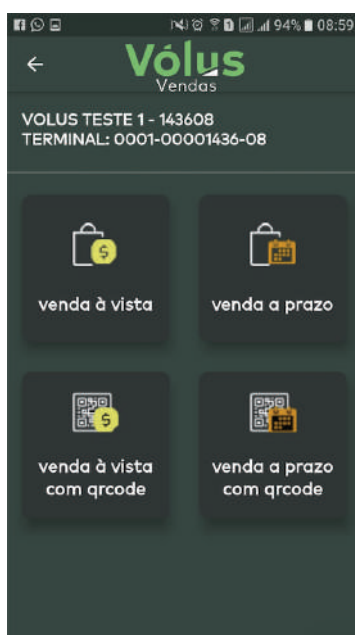 94% 08:59
Vólus
Vendas
VOLUS TESTE 1 - 143608
TERMINAL: 0001-00001436-08
venda à vista
venda a prazo
venda à vista
com qrcode
venda a prazo
com qrcode